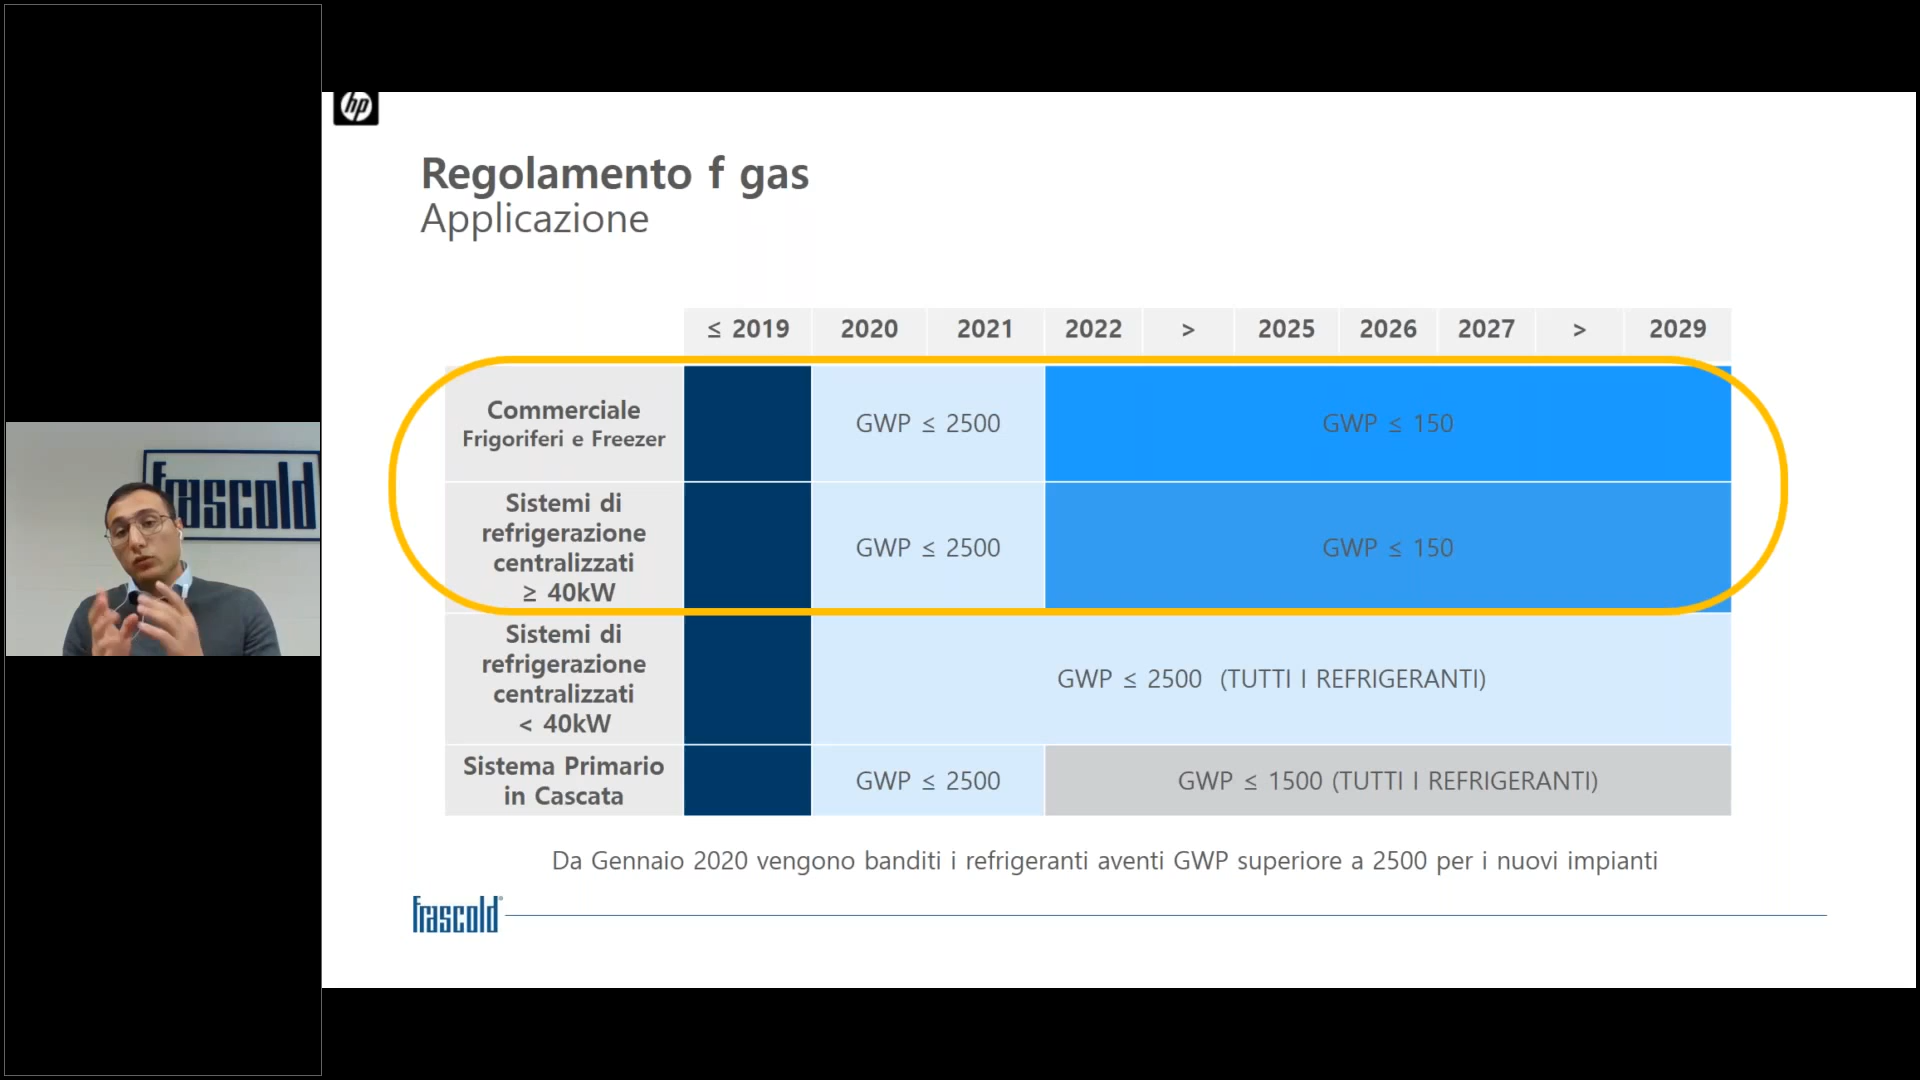 hp
Regolamento f gas
Applicazione
≤ 2019 2020 2021 2022 > 2025 2026 2027 > 2029
Commerciale
Frigoriferi e Freezer
GWP ≤ 2500
GWP ≤ 150
Sistemi di
refrigerazione
centralizzati
≥ 40kW
GWP ≤ 2500
GWP ≤ 150
Sistemi di
refrigerazione
centralizzati
< 40kW
GWP ≤ 2500 (TUTTI I REFRIGERANTI)
Sistema Primario
in Cascata
GWP ≤ 2500
GWP ≤ 1500 (TUTTI I REFRIGERANTI)
Da Gennaio 2020 vengono banditi i refrigeranti aventi GWP superiore a 2500 per i nuovi impianti
frascold
frascold